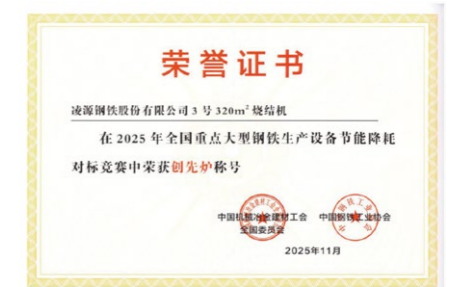 荣誉证书
凌源钢铁股份有限公司3号320m²烧结机
在2025年全国重点大型钢铁生产设备节能降耗
对标竞赛中荣获创先炉称号
中国机械冶金建材工会 中国钢铁工业协会
全国委员会
2025年11月